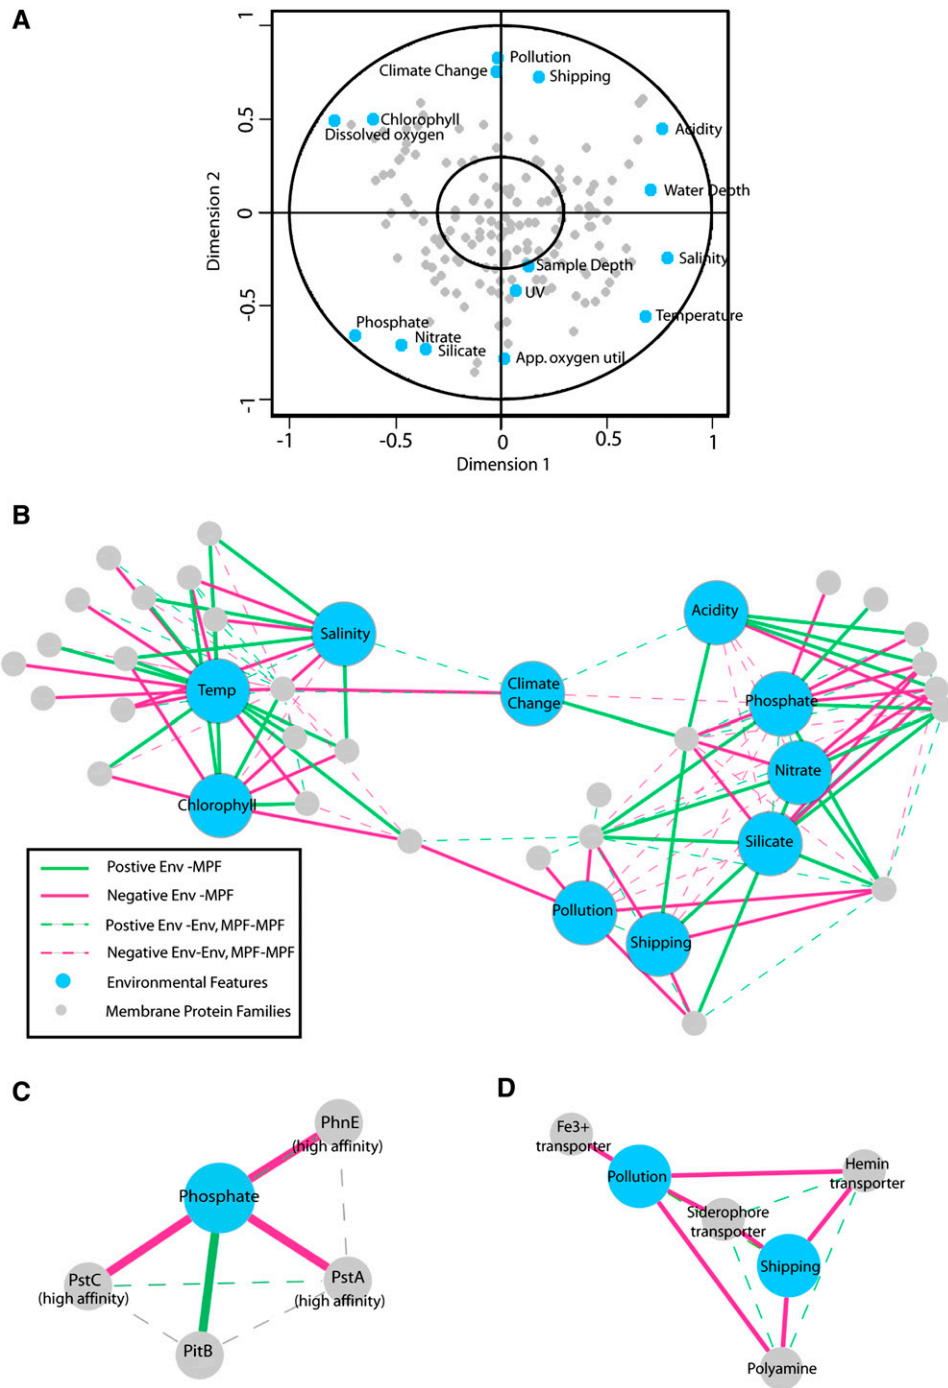 A
Dimension 2
1
0.5
0
-0.5
-1
Pollution
Climate Change
Shipping
Chlorophyll
Dissolved oxygen
Acidity
Water Depth
Sample Depth
Salinity
UV
Temperature
Phosphate
Nitrate
Silicate
App. oxygen util
-1
-0.5
0
0.5
1
Dimension 1
B
Salinity
Temp
Chlorophyll
Climate
Change
Acidity
Phosphate
Nitrate
Silicate
Pollution
Shipping
Postive Env -MPF
Negative Env -MPF
Postive Env -Env, MPF-MPF
Negative Env-Env, MPF-MPF
Environmental Features
Membrane Protein Families
C
PhnE
(high affinity)
Phosphate
PstC
(high affinity)
PstA
(high affinity)
PitB
D
Fe3+
transporter
Pollution
Hemin
transporter
Siderophore
transporter
Shipping
Polyamine